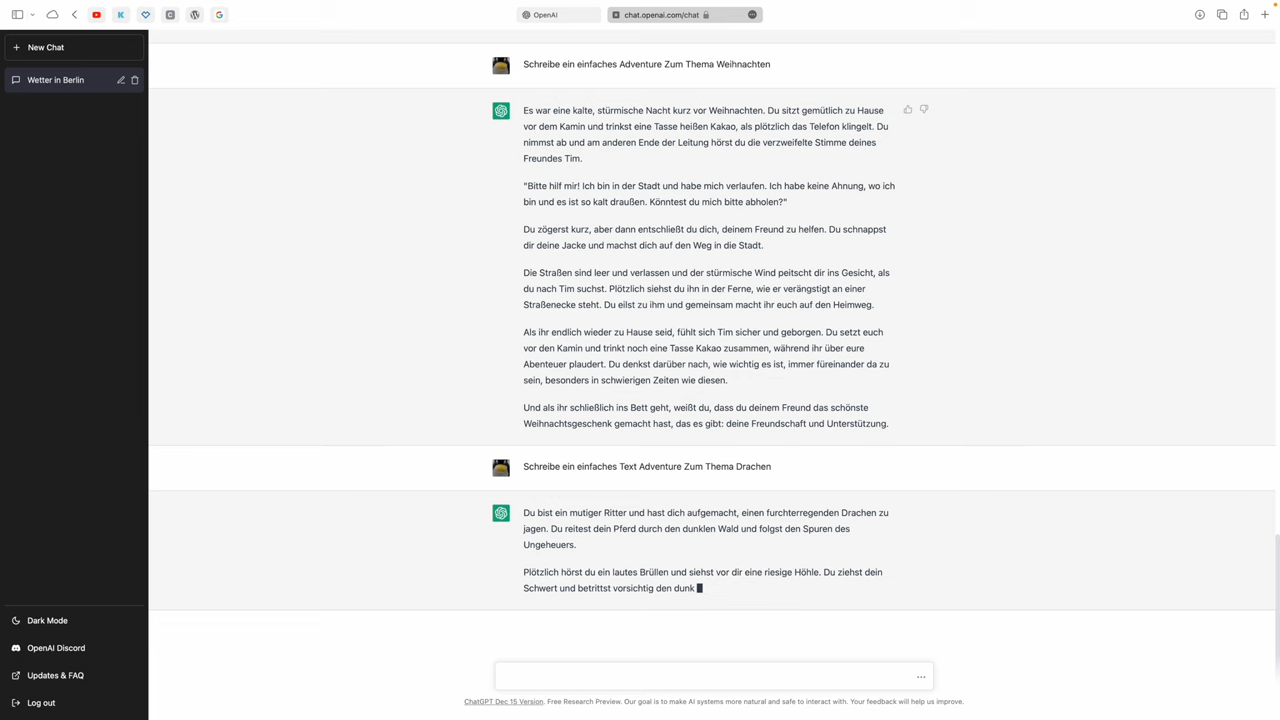 OpenAI
chat.openai.com/chat
New Chat
Wetter in Berlin
Schreibe ein einfaches Adventure Zum Thema Weihnachten
Es war eine kalte, stürmische Nacht kurz vor Weihnachten. Du sitzt gemütlich zu Hause
vor dem Kamin und trinkst eine Tasse heißen Kakao, als plötzlich das Telefon klingelt. Du
nimmst ab und am anderen Ende der Leitung hörst du die verzweifelte Stimme deines
Freundes Tim.
"Bitte hilf mir! Ich bin in der Stadt und habe mich verlaufen. Ich habe keine Ahnung, wo ich
bin und es ist so kalt draußen. Könntest du mich bitte abholen?"
Du zögerst kurz, aber dann entschließt du dich, deinem Freund zu helfen. Du schnappst
dir deine Jacke und machst dich auf den Weg in die Stadt.
Die Straßen sind leer und verlassen und der stürmische Wind peitscht dir ins Gesicht, als
du nach Tim suchst. Plötzlich siehst du ihn in der Ferne, wie er verängstigt an einer
Straßenecke steht. Du eilst zu ihm und gemeinsam macht ihr euch auf den Heimweg.
Als ihr endlich wieder zu Hause seid, fühlt sich Tim sicher und geborgen. Du setzt euch
vor den Kamin und trinkt noch eine Tasse Kakao zusammen, während ihr über eure
Abenteuer plaudert. Du denkst darüber nach, wie wichtig es ist, immer füreinander da zu
sein, besonders in schwierigen Zeiten wie diesen.
Und als ihr schließlich ins Bett geht, weißt du, dass du deinem Freund das schönste
Weihnachtsgeschenk gemacht hast, das es gibt: deine Freundschaft und Unterstützung.
Schreibe ein einfaches Text Adventure Zum Thema Drachen
Du bist ein mutiger Ritter und hast dich aufgemacht, einen furchterregenden Drachen zu
jagen. Du reitest dein Pferd durch den dunklen Wald und folgst den Spuren des
Ungeheuers.
Plötzlich hörst du ein lautes Brüllen und siehst vor dir eine riesige Höhle. Du ziehst dein
Schwert und betrittst vorsichtig den dunk
Dark Mode
OpenAI Discord
Updates & FAQ
Log out
ChatGPT Dec 15 Version. Free Research Preview. Our goal is to make AI systems more natural and safe to interact with. Your feedback will help us improve.